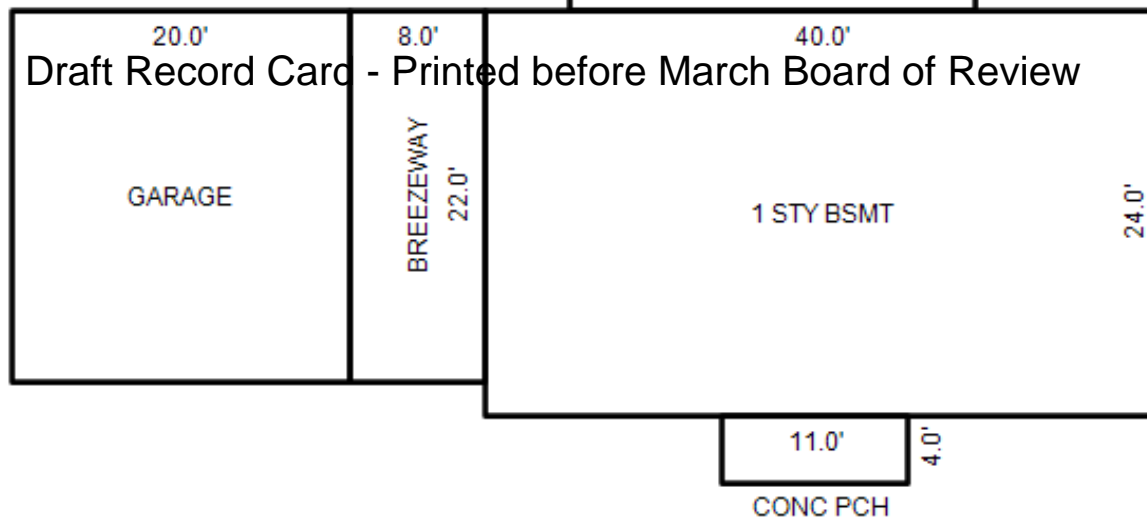 20.0'
8.0'
40.0'
Draft Record Card - Printed before March Board of Review
GARAGE
BREEZEWAY
22.0'
1 STY BSMT
24.0'
11.0'
4.0'
CONC PCH